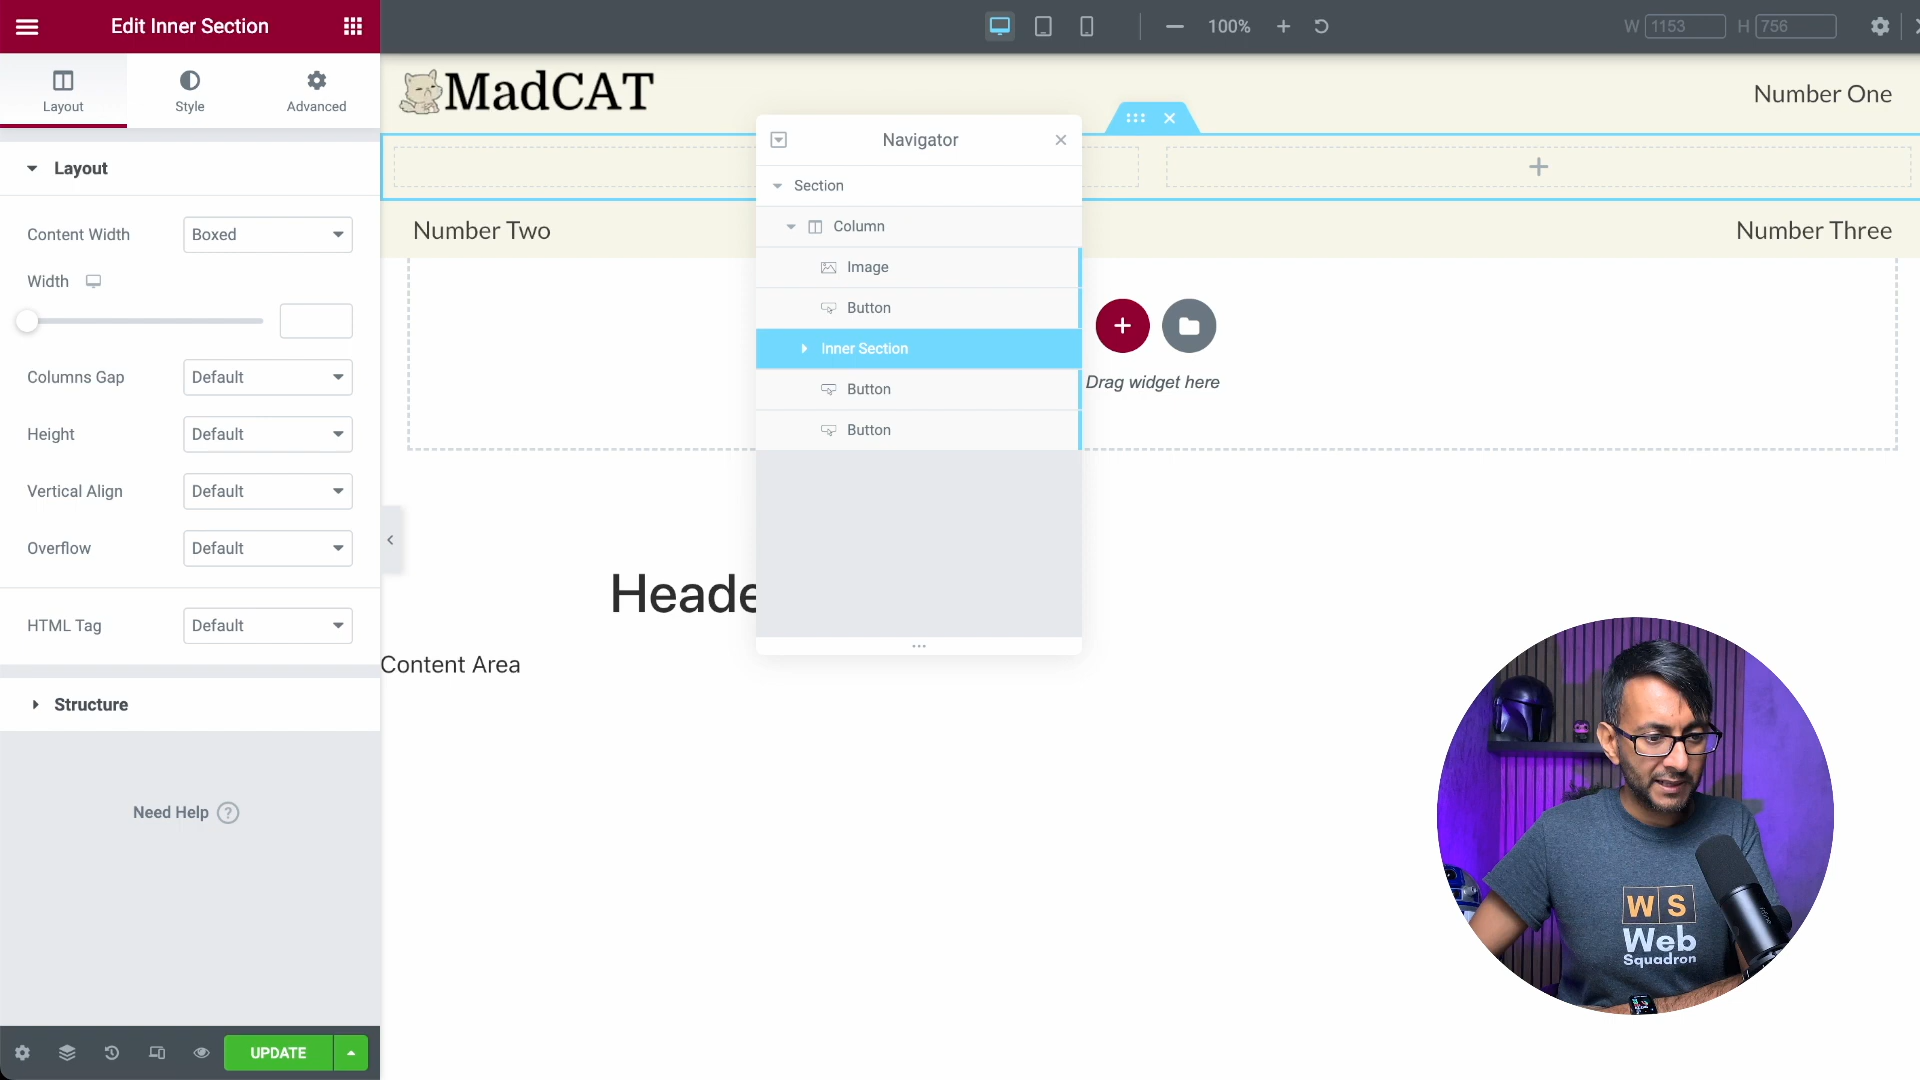 Edit Inner Section
100%
W 1153 H 756
Layout Style Advanced
Layout
Content Width Boxed
Width
Columns Gap Default
Height Default
Vertical Align Default
Overflow Default
HTML Tag Default
Structure
Need Help ?
UPDATE
MadCAT
Number One
Number Two
Number Three
Navigator
Section
Column
Image
Button
Inner Section
Button
Button
Drag widget here
Heade
Content Area
W S
Web
Squadron